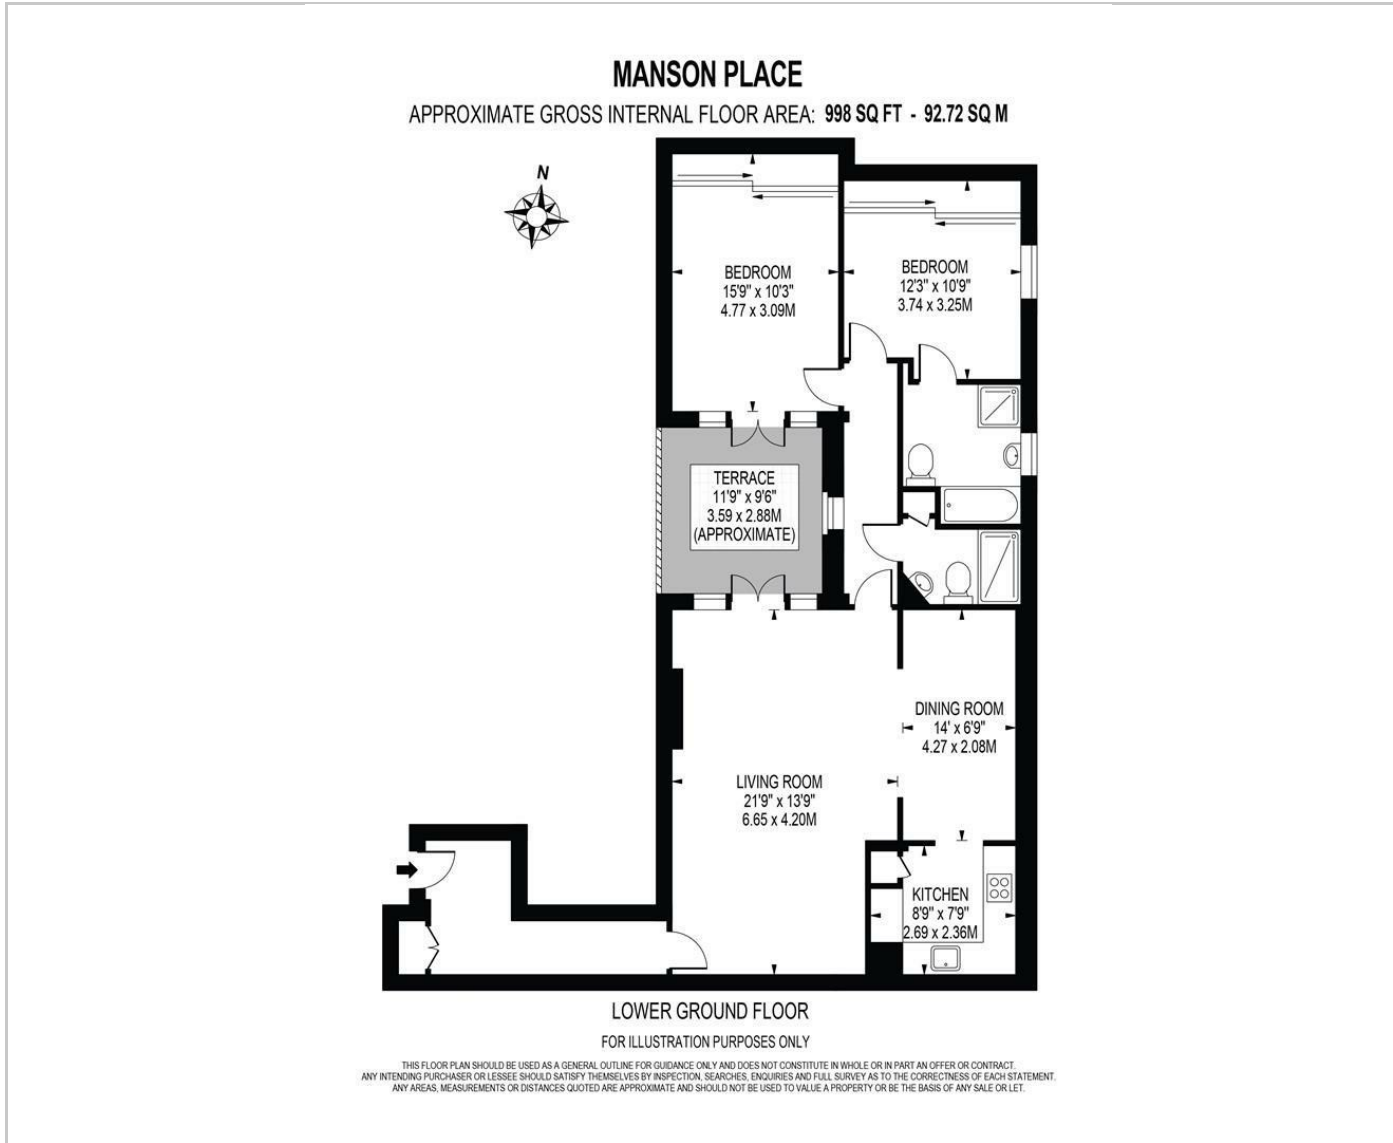 MANSON PLACE
APPROXIMATE GROSS INTERNAL FLOOR AREA: 998 SQ FT - 92.72 SQ M
N
BEDROOM
15'9" x 10'3"
4.77 x 3.09M
BEDROOM
12'3" x 10'9"
3.74 x 3.25M
TERRACE
11'9" x 9'6"
3.59 x 2.88M
(APPROXIMATE)
DINING ROOM
14' x 6'9"
4.27 x 2.08M
LIVING ROOM
21'9" x 13'9"
6.65 x 4.20M
KITCHEN
8'9" x 7'9"
2.69 x 2.36M
LOWER GROUND FLOOR
FOR ILLUSTRATION PURPOSES ONLY
THIS FLOOR PLAN SHOULD BE USED AS A GENERAL OUTLINE FOR GUIDANCE ONLY AND DOES NOT CONSTITUTE IN WHOLE OR IN PART AN OFFER OR CONTRACT.
ANY INTENDING PURCHASER OR LESSEE SHOULD SATISFY THEMSELVES BY INSPECTION, SEARCHES, ENQUIRIES AND FULL SURVEY AS TO THE CORRECTNESS OF EACH STATEMENT.
ANY AREAS, MEASUREMENTS OR DISTANCES QUOTED ARE APPROXIMATE AND SHOULD NOT BE USED TO VALUE A PROPERTY OR BE THE BASIS OF ANY SALE OR LET.